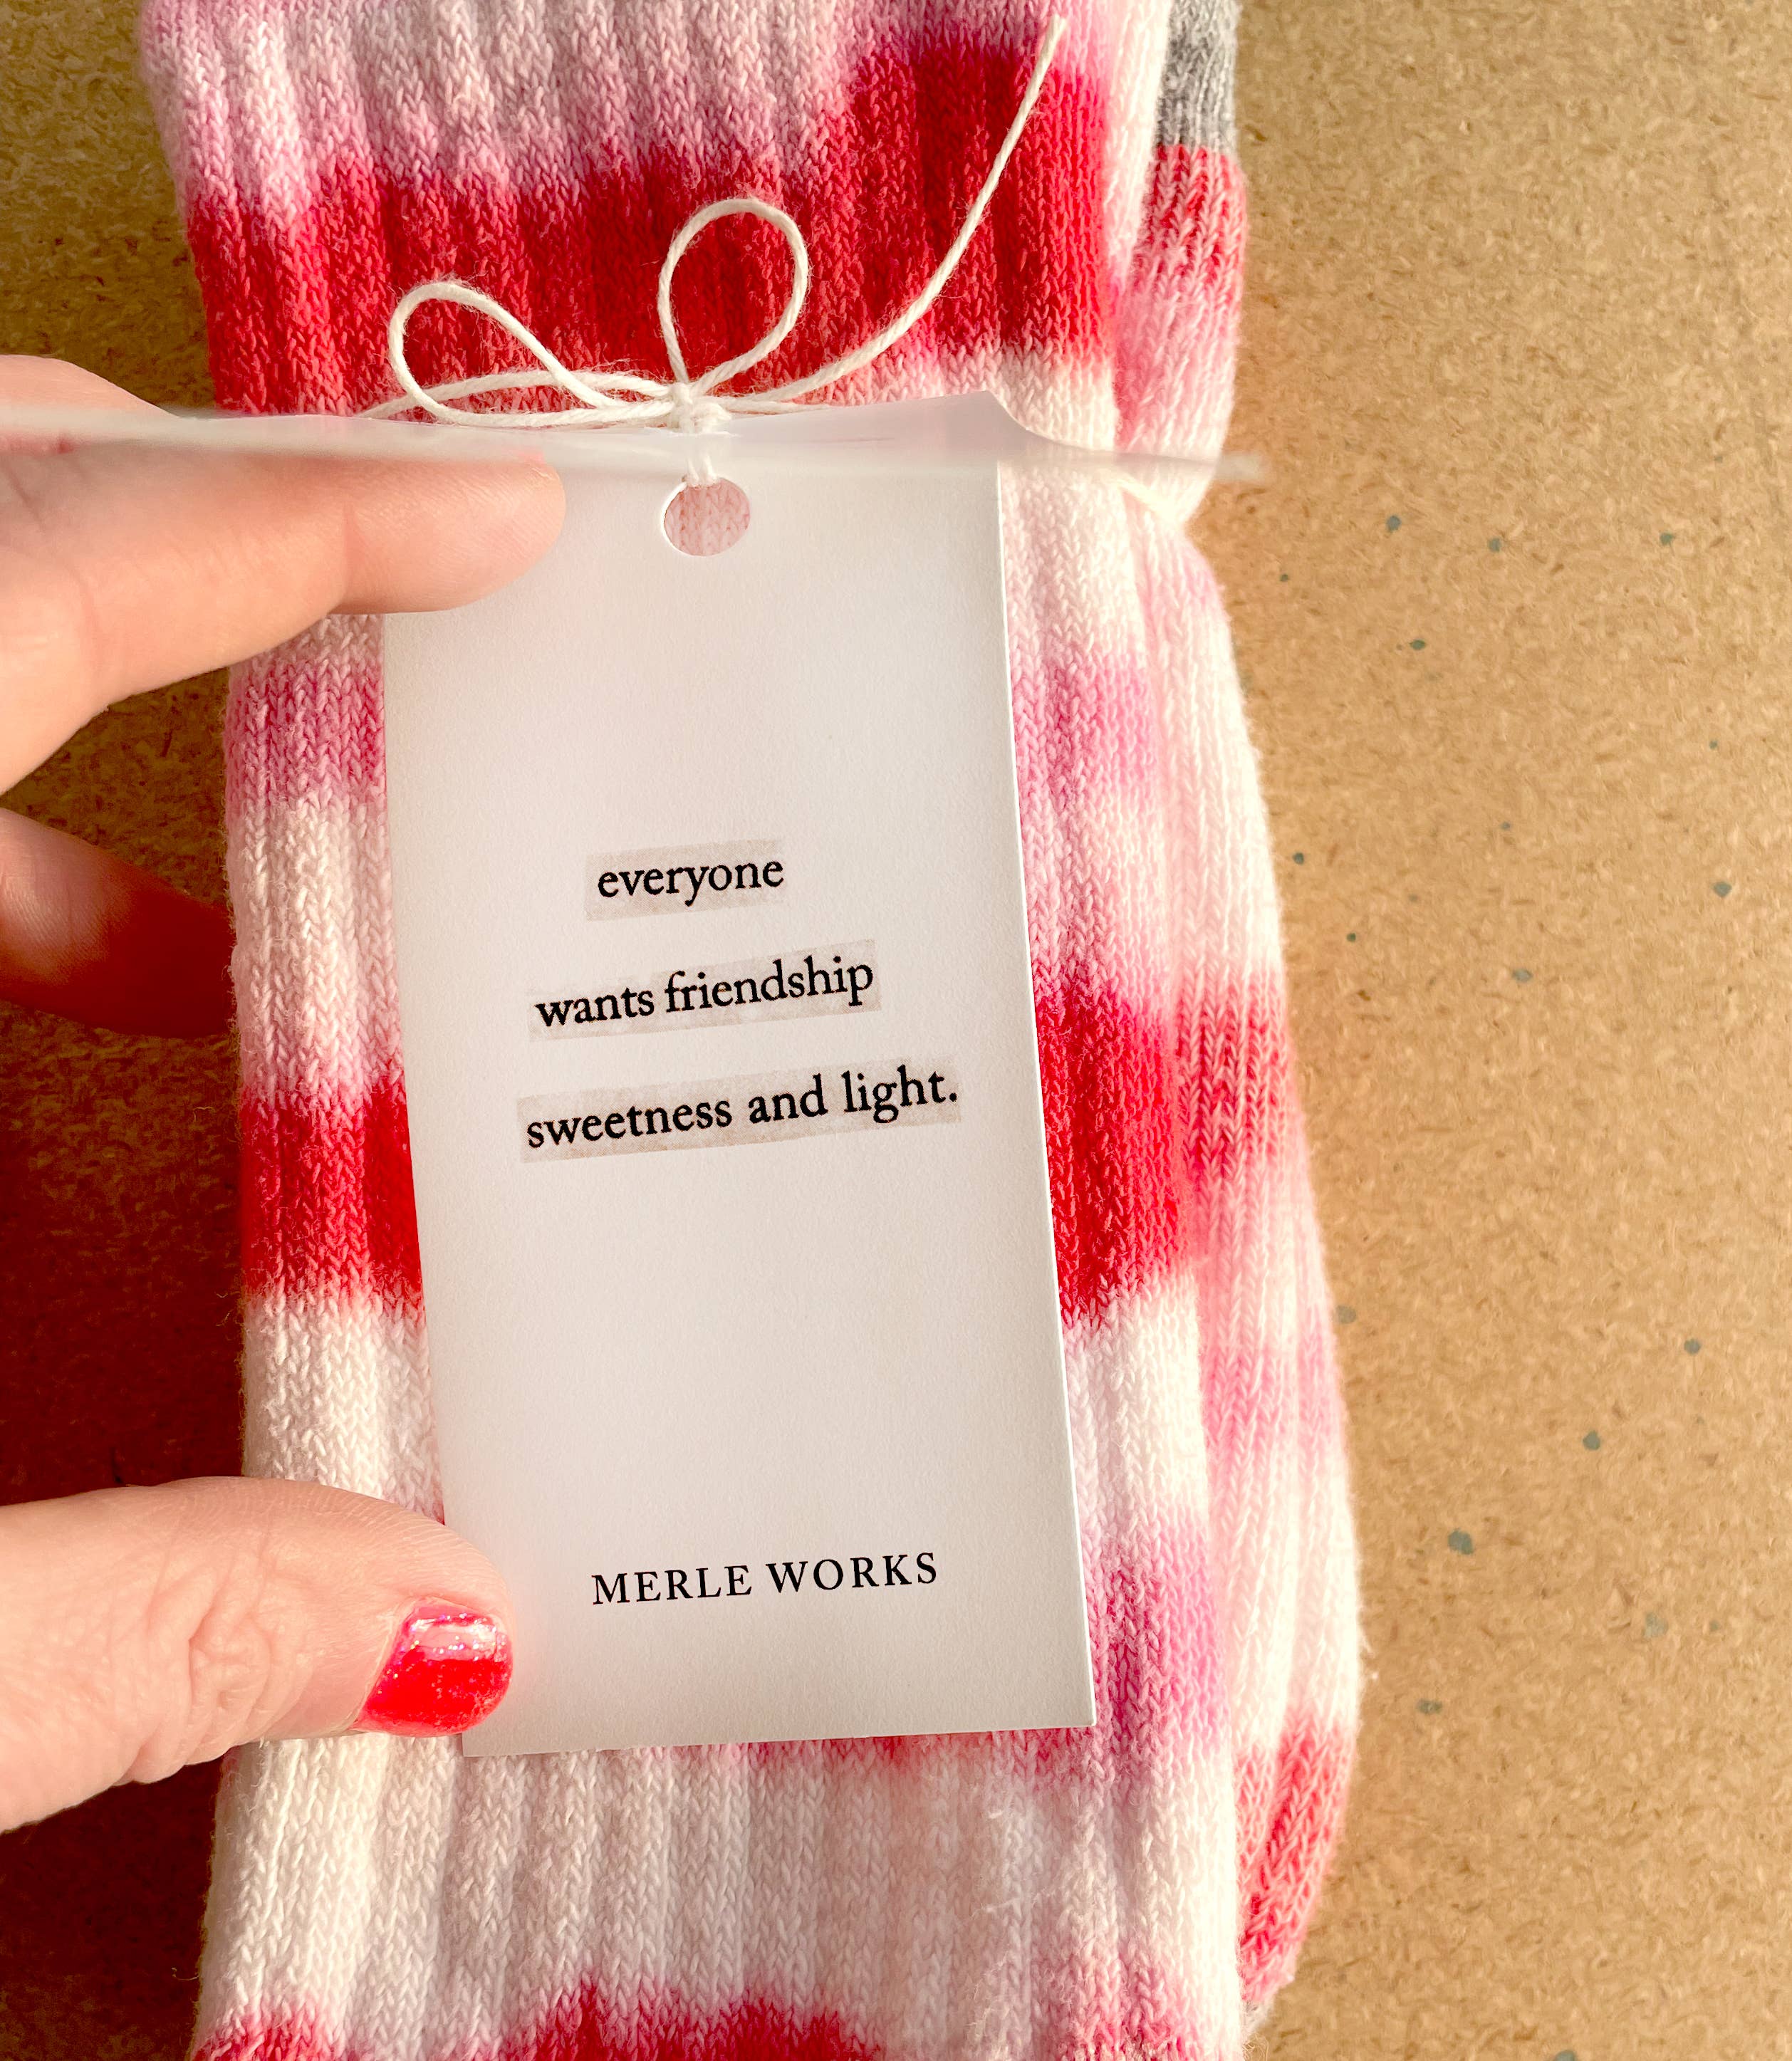 everyone
wants friendship
sweetness and light.
MERLE WORKS